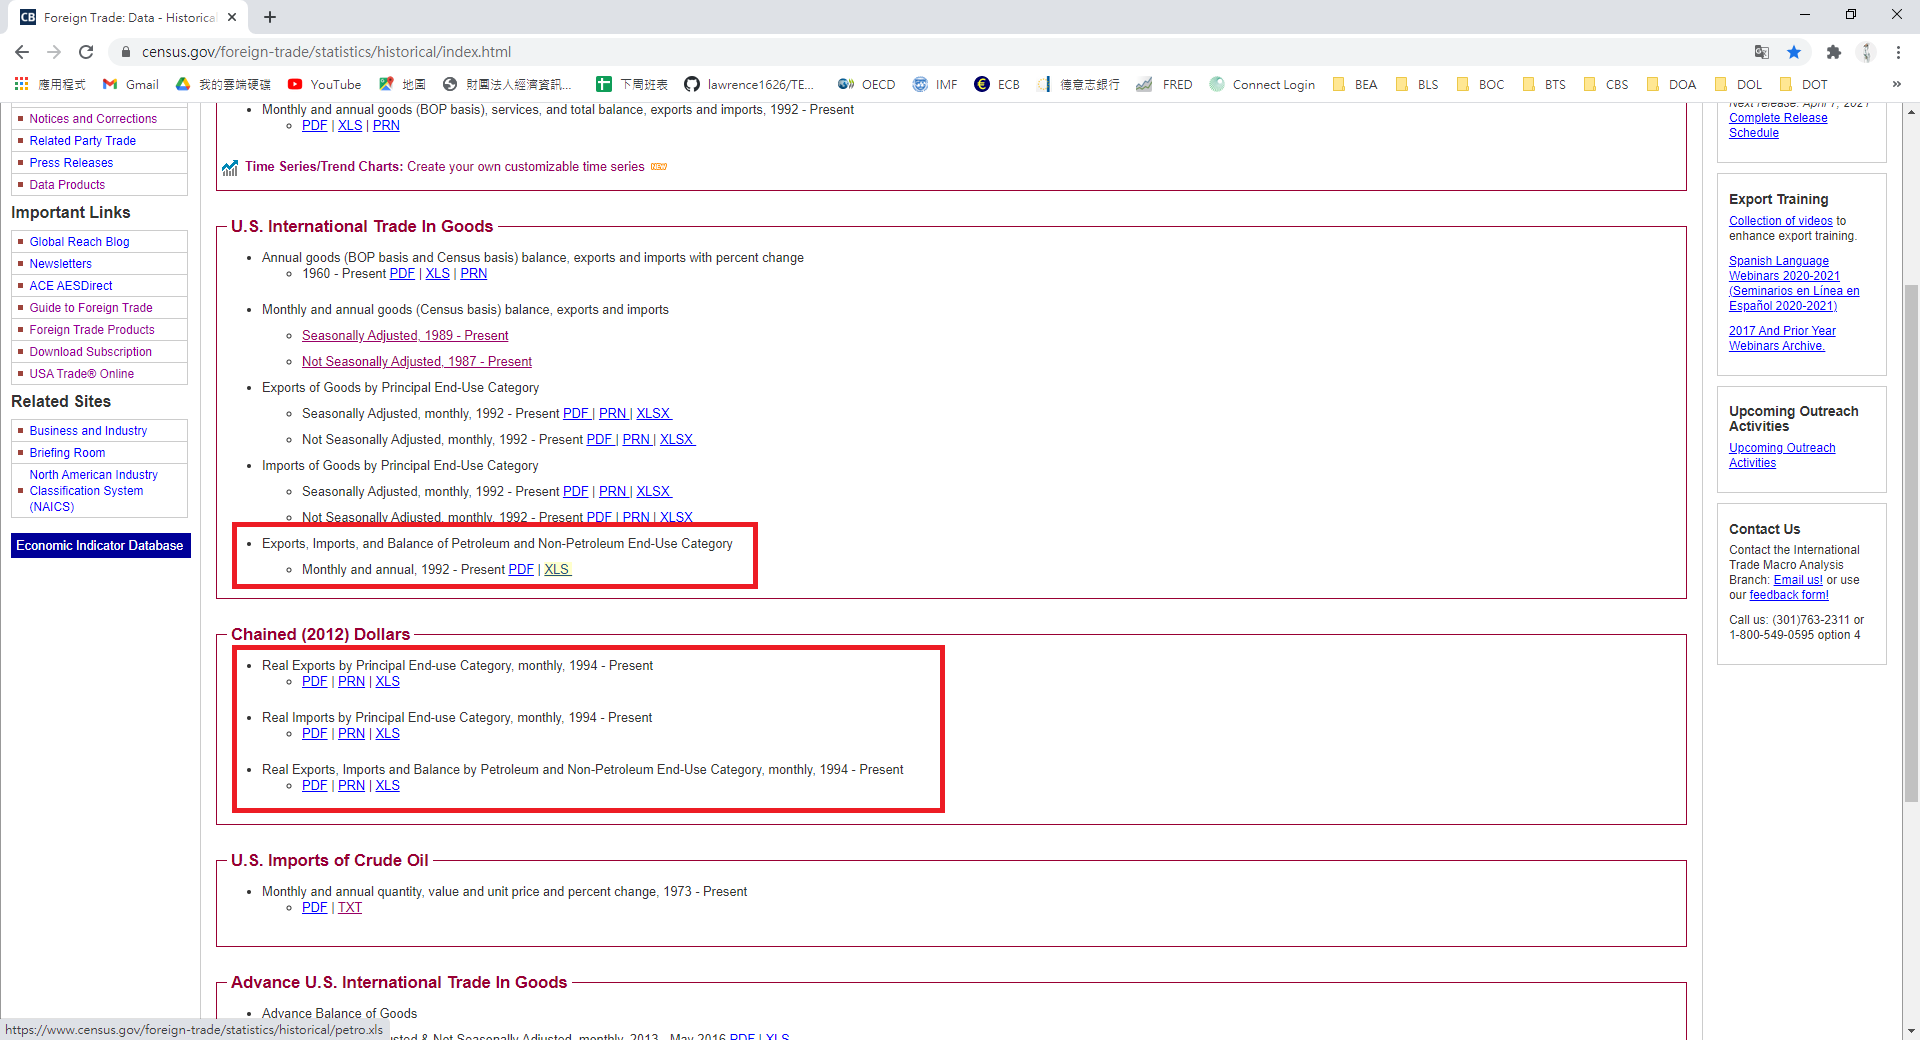 CB Foreign Trade: Data - Historical
census.gov/foreign-trade/statistics/historical/index.html
應用程式 Gmail 我的雲端硬碟 YouTube 地圖 財團法人經濟資訊... 下周班表 lawrence1626/TE... OECD IMF ECB 德意志銀行 FRED Connect Login BEA BLS BOC BTS CBS DOA DOL DOT »
Notices and Corrections
Related Party Trade
Press Releases
Data Products
Important Links
Global Reach Blog
Newsletters
ACE AESDirect
Guide to Foreign Trade
Foreign Trade Products
Download Subscription
USA Trade® Online
Related Sites
Business and Industry
Briefing Room
North American Industry
Classification System
(NAICS)
Economic Indicator Database
Monthly and annual goods (BOP basis), services, and total balance, exports and imports, 1992 - Present
PDF | XLS | PRN
Time Series/Trend Charts: Create your own customizable time series NEW
U.S. International Trade In Goods
Annual goods (BOP basis and Census basis) balance, exports and imports with percent change
1960 - Present PDF | XLS | PRN
Monthly and annual goods (Census basis) balance, exports and imports
Seasonally Adjusted, 1989 - Present
Not Seasonally Adjusted, 1987 - Present
Exports of Goods by Principal End-Use Category
Seasonally Adjusted, monthly, 1992 - Present PDF | PRN | XLSX
Not Seasonally Adjusted, monthly, 1992 - Present PDF | PRN | XLSX
Imports of Goods by Principal End-Use Category
Seasonally Adjusted, monthly, 1992 - Present PDF | PRN | XLSX
Not Seasonally Adjusted, monthly, 1992 - Present PDF | PRN | XLSX
Exports, Imports, and Balance of Petroleum and Non-Petroleum End-Use Category
Monthly and annual, 1992 - Present PDF | XLS
Chained (2012) Dollars
Real Exports by Principal End-use Category, monthly, 1994 - Present
PDF | PRN | XLS
Real Imports by Principal End-use Category, monthly, 1994 - Present
PDF | PRN | XLS
Real Exports, Imports and Balance by Petroleum and Non-Petroleum End-Use Category, monthly, 1994 - Present
PDF | PRN | XLS
U.S. Imports of Crude Oil
Monthly and annual quantity, value and unit price and percent change, 1973 - Present
PDF | TXT
Advance U.S. International Trade In Goods
Advance Balance of Goods
usted & Not Seasonally Adjusted, monthly, 2013 - May 2016 PDF | XLS
Next release: April 7, 2021
Complete Release
Schedule
Export Training
Collection of videos to
enhance export training.
Spanish Language
Webinars 2020-2021
(Seminarios en Línea en
Español 2020-2021)
2017 And Prior Year
Webinars Archive.
Upcoming Outreach
Activities
Upcoming Outreach
Activities
Contact Us
Contact the International
Trade Macro Analysis
Branch: Email us! or use
our feedback form!
Call us: (301)763-2311 or
1-800-549-0595 option 4
https://www.census.gov/foreign-trade/statistics/historical/petro.xls